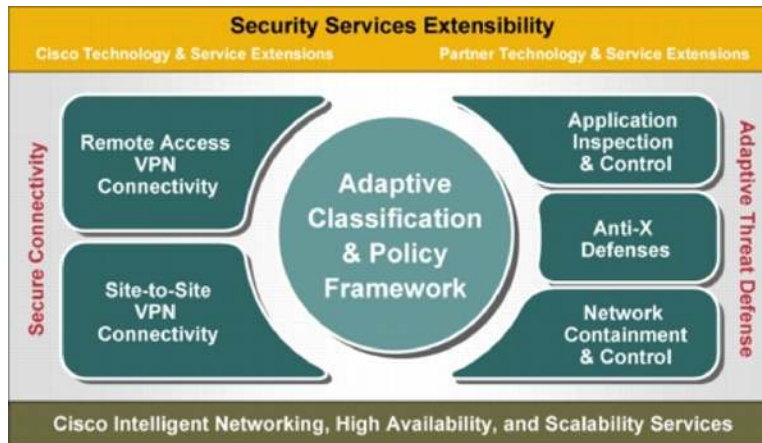 Security Services Extensibility
Cisco Technology & Service Extensions
Partner Technology & Service Extensions
Secure Connectivity
Remote Access
VPN
Connectivity
Site-to-Site
VPN
Connectivity
Adaptive
Classification
& Policy
Framework
Application
Inspection
& Control
Anti-X
Defenses
Network
Containment
& Control
Adaptive Threat Defense
Cisco Intelligent Networking, High Availability, and Scalability Services